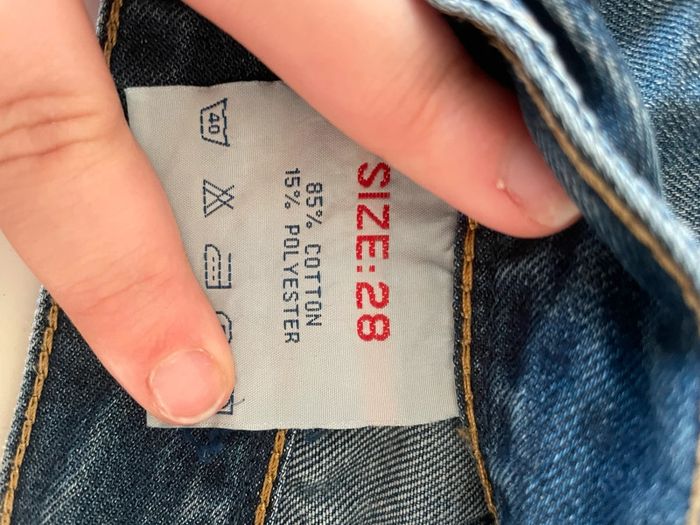 SIZE:28
85% COTTON
15% POLYESTER
40